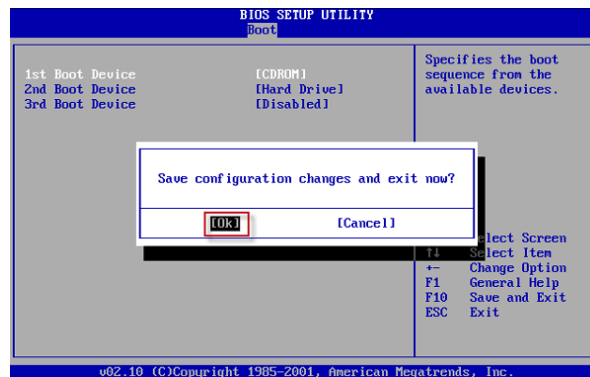 BIOS SETUP UTILITY
Boot
1st Boot Device [CDROM]
2nd Boot Device [Hard Drive]
3rd Boot Device [Disabled]
Specifies the boot
sequence from the
available devices.
Save configuration changes and exit now?
[Ok] [Cancel]
elect Screen
↑↓ Select Item
+- Change Option
F1 General Help
F10 Save and Exit
ESC Exit
v02.10 (C)Copyright 1985-2001, American Megatrends, Inc.